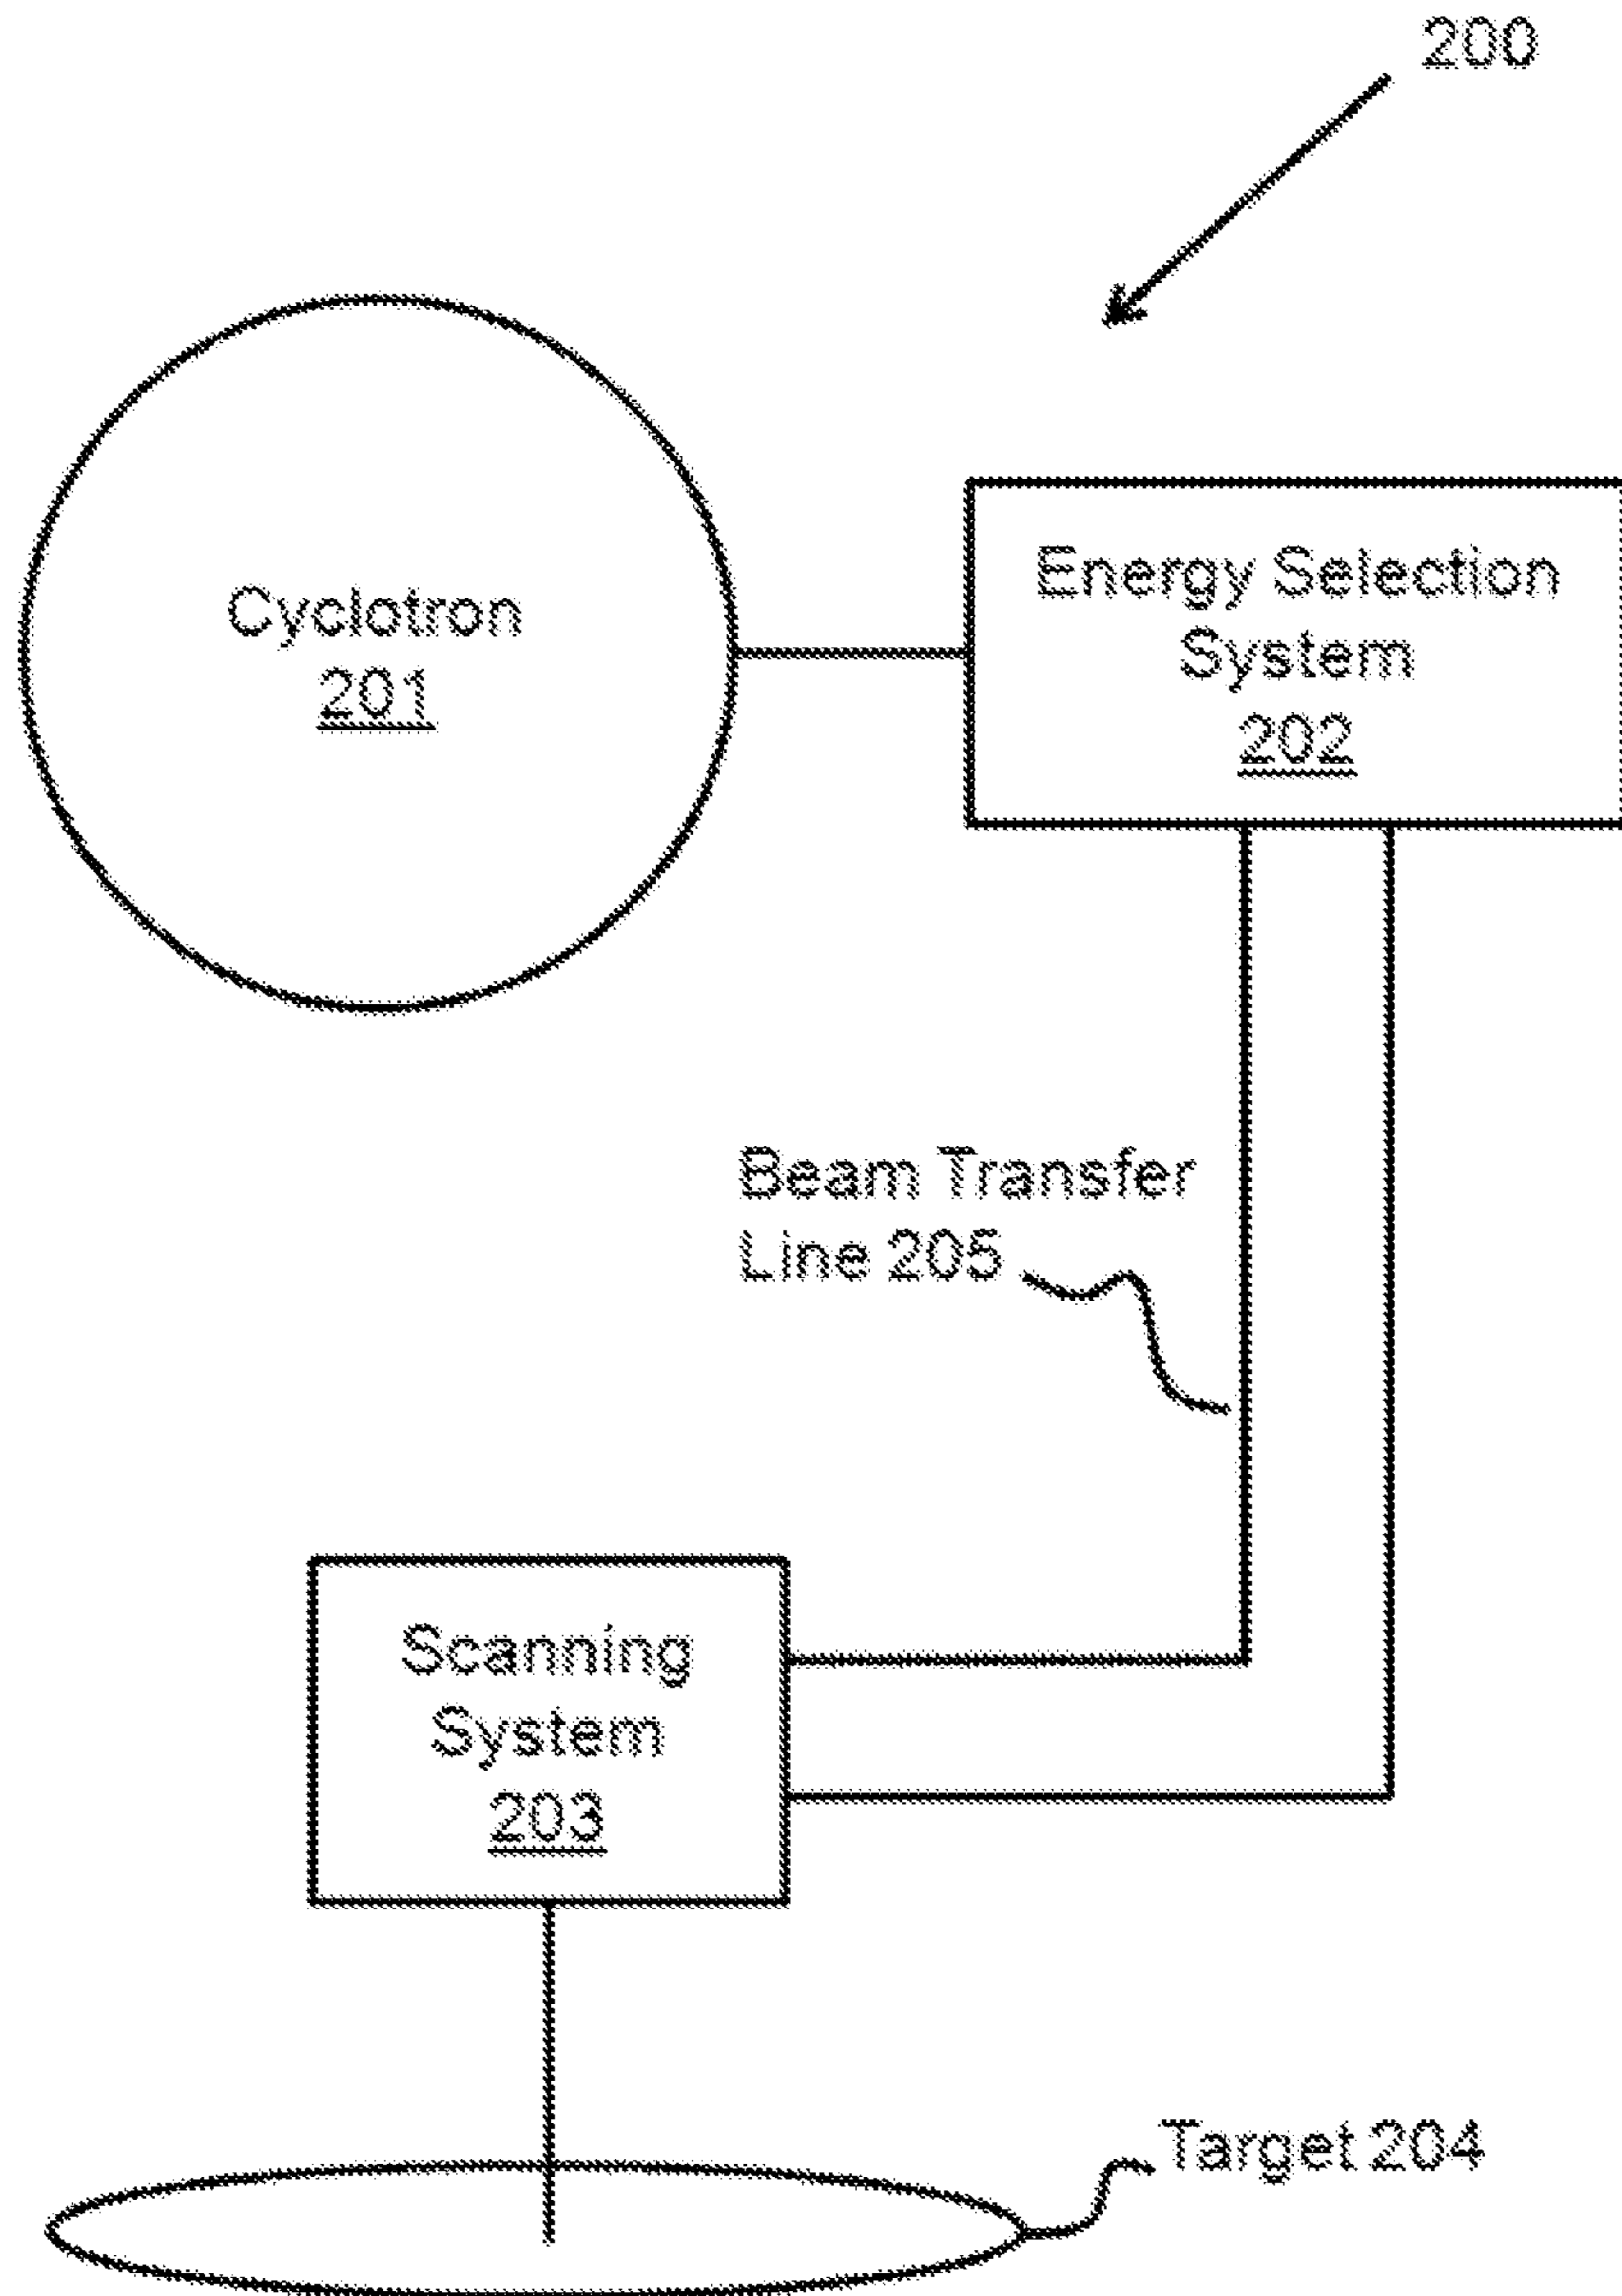 200
Cyclotron
201
Energy Selection
System
202
Beam Transfer
Line 205
Scanning
System
203
Target 204